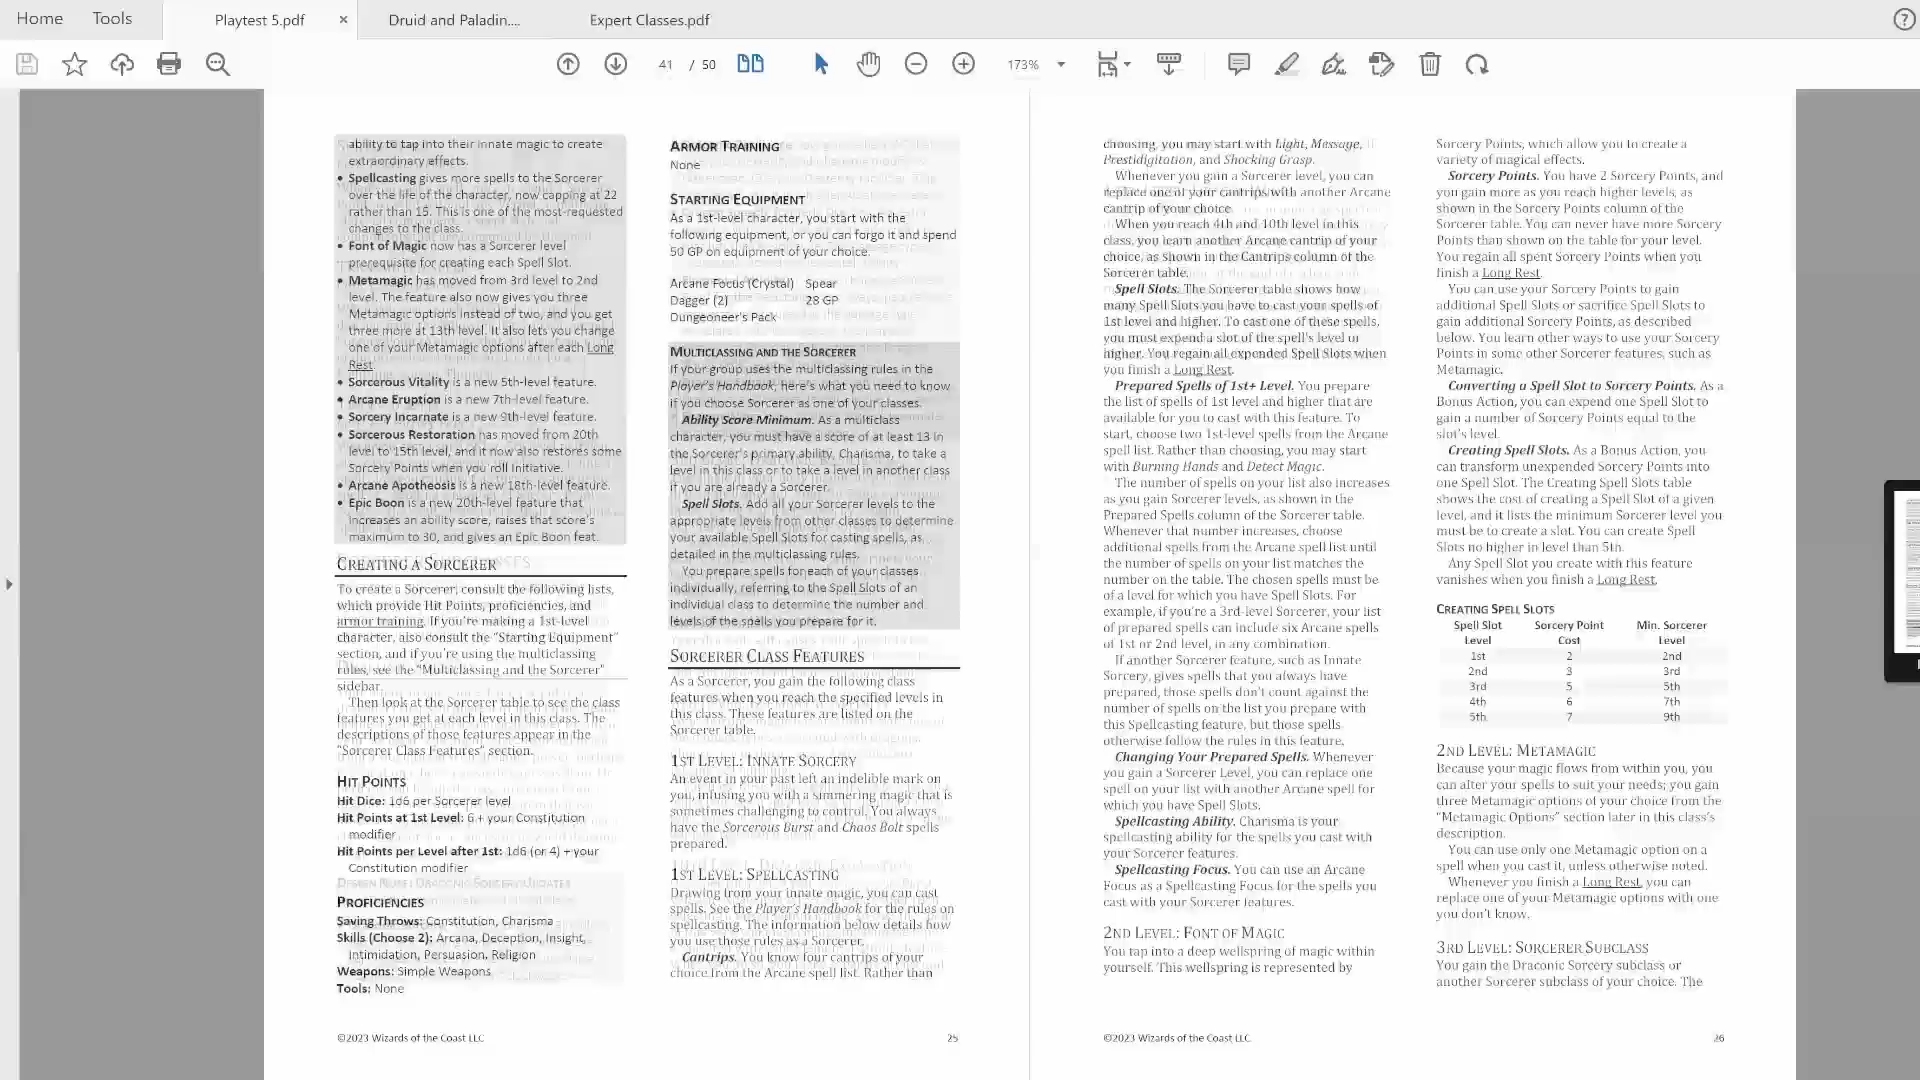 Home
Tools
Playtest 5.pdf
Druid and Paladin....
Expert Classes.pdf
41 / 50
173%
ability to tap into their innate magic to create
extraordinary effects.
• Spellcasting gives more spells to the Sorcerer
over the life of the character, now capping at 22
rather than 15. This is one of the most-requested
changes to the class.
• Font of Magic now has a Sorcerer level
prerequisite for creating each Spell Slot.
• Metamagic has moved from 3rd level to 2nd
level. The feature also now gives you three
Metamagic options instead of two, and you get
three more at 13th level. It also lets you change
one of your Metamagic options after each Long
Rest.
• Sorcerous Vitality is a new 5th-level feature.
• Arcane Eruption is a new 7th-level feature.
• Sorcery Incarnate is a new 9th-level feature.
• Sorcerous Restoration has moved from 20th
level to 15th level, and it now also restores some
Sorcery Points when you roll Initiative.
• Arcane Apotheosis is a new 18th-level feature.
• Epic Boon is a new 20th-level feature that
increases an ability score, raises that score's
maximum to 30, and gives an Epic Boon feat.
CREATING A SORCERER
To create a Sorcerer, consult the following lists,
which provide Hit Points, proficiencies, and
armor training. If you're making a 1st-level
character, also consult the "Starting Equipment"
section, and if you're using the multiclassing
rules, see the "Multiclassing and the Sorcerer"
sidebar.
Then look at the Sorcerer table to see the class
features you get at each level in this class. The
descriptions of those features appear in the
"Sorcerer Class Features" section.
HIT POINTS
Hit Dice: 1d6 per Sorcerer level
Hit Points at 1st Level: 6 + your Constitution
modifier
Hit Points per Level after 1st: 1d6 (or 4) + your
Constitution modifier
PROFICIENCIES
Saving Throws: Constitution, Charisma
Skills (Choose 2): Arcana, Deception, Insight,
Intimidation, Persuasion, Religion
Weapons: Simple Weapons
Tools: None
©2023 Wizards of the Coast LLC
ARMOR TRAINING
None
STARTING EQUIPMENT
As a 1st-level character, you start with the
following equipment, or you can forgo it and spend
50 GP on equipment of your choice.
Arcane Focus (Crystal) Spear
Dagger (2) 28 GP
Dungeoneer's Pack
MULTICLASSING AND THE SORCERER
If your group uses the multiclassing rules in the
Player's Handbook, here's what you need to know
if you choose Sorcerer as one of your classes.
Ability Score Minimum. As a multiclass
character, you must have a score of at least 13 in
the Sorcerer's primary ability, Charisma, to take a
level in this class or to take a level in another class
if you are already a Sorcerer.
Spell Slots. Add all your Sorcerer levels to the
appropriate levels from other classes to determine
your available Spell Slots for casting spells, as
detailed in the multiclassing rules.
You prepare spells for each of your classes
individually, referring to the Spell Slots of an
individual class to determine the number and
levels of the spells you prepare for it.
SORCERER CLASS FEATURES
As a Sorcerer, you gain the following class
features when you reach the specified levels in
this class. These features are listed on the
Sorcerer table.
1ST LEVEL: INNATE SORCERY
An event in your past left an indelible mark on
you, infusing you with a simmering magic that is
sometimes challenging to control. You always
have the Sorcerous Burst and Chaos Bolt spells
prepared.
1ST LEVEL: SPELLCASTING
Drawing from your innate magic, you can cast
spells. See the Player's Handbook for the rules on
spellcasting. The information below details how
you use those rules as a Sorcerer.
Cantrips. You know four cantrips of your
choice from the Arcane spell list. Rather than
25
choosing, you may start with Light, Message,
Prestidigitation, and Shocking Grasp.
Whenever you gain a Sorcerer level, you can
replace one of your cantrips with another Arcane
cantrip of your choice.
When you reach 4th and 10th level in this
class, you learn another Arcane cantrip of your
choice, as shown in the Cantrips column of the
Sorcerer table.
Spell Slots. The Sorcerer table shows how
many Spell Slots you have to cast your spells of
1st level and higher. To cast one of these spells,
you must expend a slot of the spell's level or
higher. You regain all expended Spell Slots when
you finish a Long Rest.
Prepared Spells of 1st+ Level. You prepare
the list of spells of 1st level and higher that are
available for you to cast with this feature. To
start, choose two 1st-level spells from the Arcane
spell list. Rather than choosing, you may start
with Burning Hands and Detect Magic.
The number of spells on your list also increases
as you gain Sorcerer levels, as shown in the
Prepared Spells column of the Sorcerer table.
Whenever that number increases, choose
additional spells from the Arcane spell list until
the number of spells on your list matches the
number on the table. The chosen spells must be
of a level for which you have Spell Slots. For
example, if you're a 3rd-level Sorcerer, your list
of prepared spells can include six Arcane spells
of 1st or 2nd level, in any combination.
If another Sorcerer feature, such as Innate
Sorcery, gives spells that you always have
prepared, those spells don't count against the
number of spells on the list you prepare with
this Spellcasting feature, but those spells
otherwise follow the rules in this feature.
Changing Your Prepared Spells. Whenever
you gain a Sorcerer Level, you can replace one
spell on your list with another Arcane spell for
which you have Spell Slots.
Spellcasting Ability. Charisma is your
spellcasting ability for the spells you cast with
your Sorcerer features.
Spellcasting Focus. You can use an Arcane
Focus as a Spellcasting Focus for the spells you
cast with your Sorcerer features.
2ND LEVEL: FONT OF MAGIC
You tap into a deep wellspring of magic within
yourself. This wellspring is represented by
©2023 Wizards of the Coast LLC
Sorcery Points, which allow you to create a
variety of magical effects.
Sorcery Points. You have 2 Sorcery Points, and
you gain more as you reach higher levels, as
shown in the Sorcery Points column of the
Sorcerer table. You can never have more Sorcery
Points than shown on the table for your level.
You regain all spent Sorcery Points when you
finish a Long Rest.
You can use your Sorcery Points to gain
additional Spell Slots or sacrifice Spell Slots to
gain additional Sorcery Points, as described
below. You learn other ways to use your Sorcery
Points in some other Sorcerer features, such as
Metamagic.
Converting a Spell Slot to Sorcery Points. As a
Bonus Action, you can expend one Spell Slot to
gain a number of Sorcery Points equal to the
slot's level.
Creating Spell Slots. As a Bonus Action, you
can transform unexpended Sorcery Points into
one Spell Slot. The Creating Spell Slots table
shows the cost of creating a Spell Slot of a given
level, and it lists the minimum Sorcerer level you
must be to create a slot. You can create Spell
Slots no higher in level than 5th.
Any Spell Slot you create with this feature
vanishes when you finish a Long Rest.
CREATING SPELL SLOTS
Spell Slot Sorcery Point Min. Sorcerer
Level Cost Level
1st 2 2nd
2nd 3 3rd
3rd 5 5th
4th 6 7th
5th 7 9th
2ND LEVEL: METAMAGIC
Because your magic flows from within you, you
can alter your spells to suit your needs; you gain
three Metamagic options of your choice from the
"Metamagic Options" section later in this class's
description.
You can use only one Metamagic option on a
spell when you cast it, unless otherwise noted.
Whenever you finish a Long Rest, you can
replace one of your Metamagic options with one
you don't know.
3RD LEVEL: SORCERER SUBCLASS
You gain the Draconic Sorcery subclass or
another Sorcerer subclass of your choice. The
26